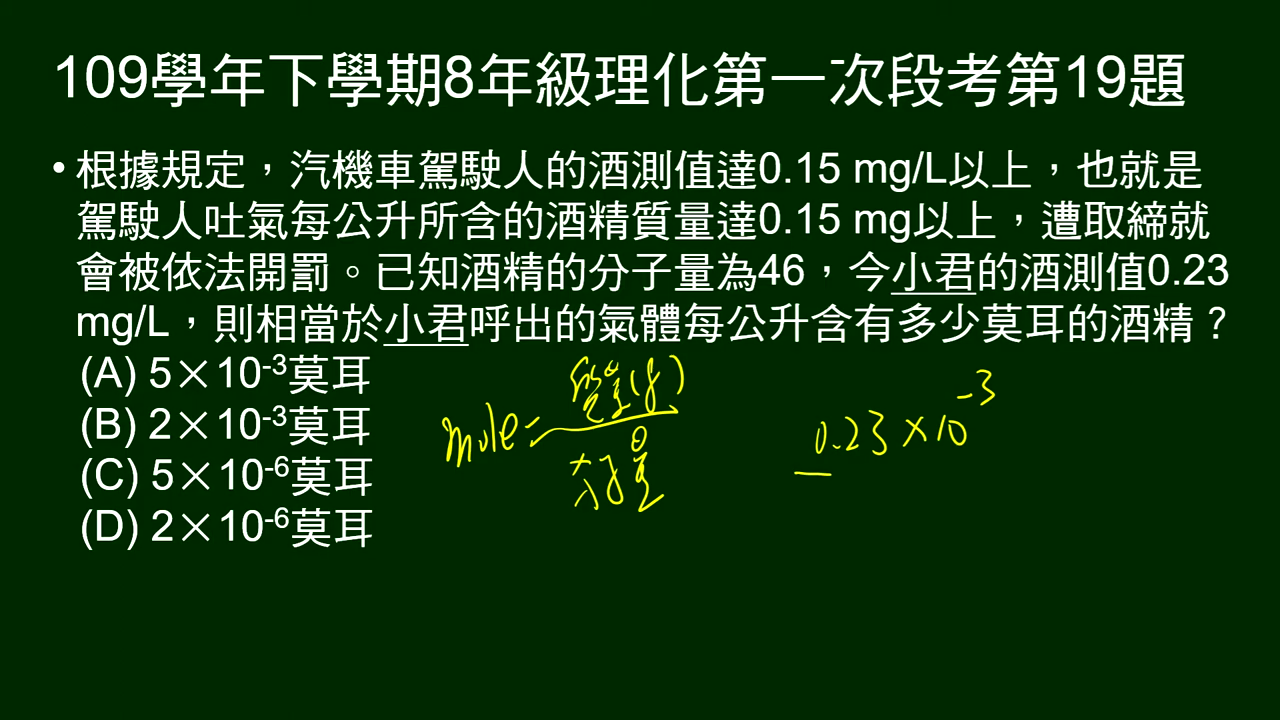 109學年下學期8年級理化第一次段考第19題
• 根據規定，汽機車駕駛人的酒測值達0.15 mg/L以上，也就是
駕駛人吐氣每公升所含的酒精質量達0.15 mg以上，遭取締就
會被依法開罰。已知酒精的分子量為46，今小君的酒測值0.23
mg/L，則相當於小君呼出的氣體每公升含有多少莫耳的酒精？
(A) 5×10⁻³莫耳
(B) 2×10⁻³莫耳
(C) 5×10⁻⁶莫耳
(D) 2×10⁻⁶莫耳
質量(g)
mole=
分子量
0.23×10⁻³